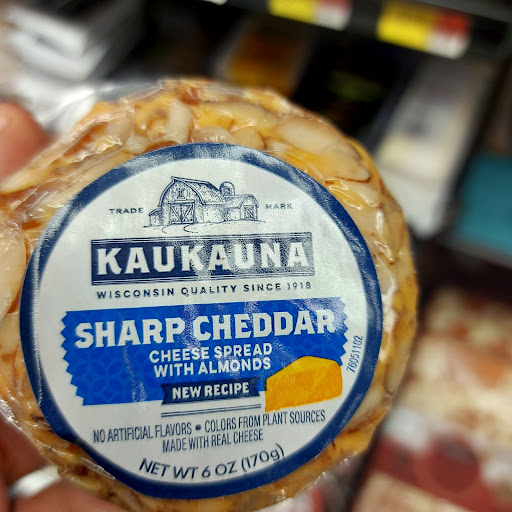 TRADE MARK
KAUKAUNA
WISCONSIN QUALITY SINCE 1918
SHARP CHEDDAR
CHEESE SPREAD
WITH ALMONDS
NEW RECIPE
76051102
NO ARTIFICIAL FLAVORS • COLORS FROM PLANT SOURCES
MADE WITH REAL CHEESE
NET WT 6 OZ (170g)